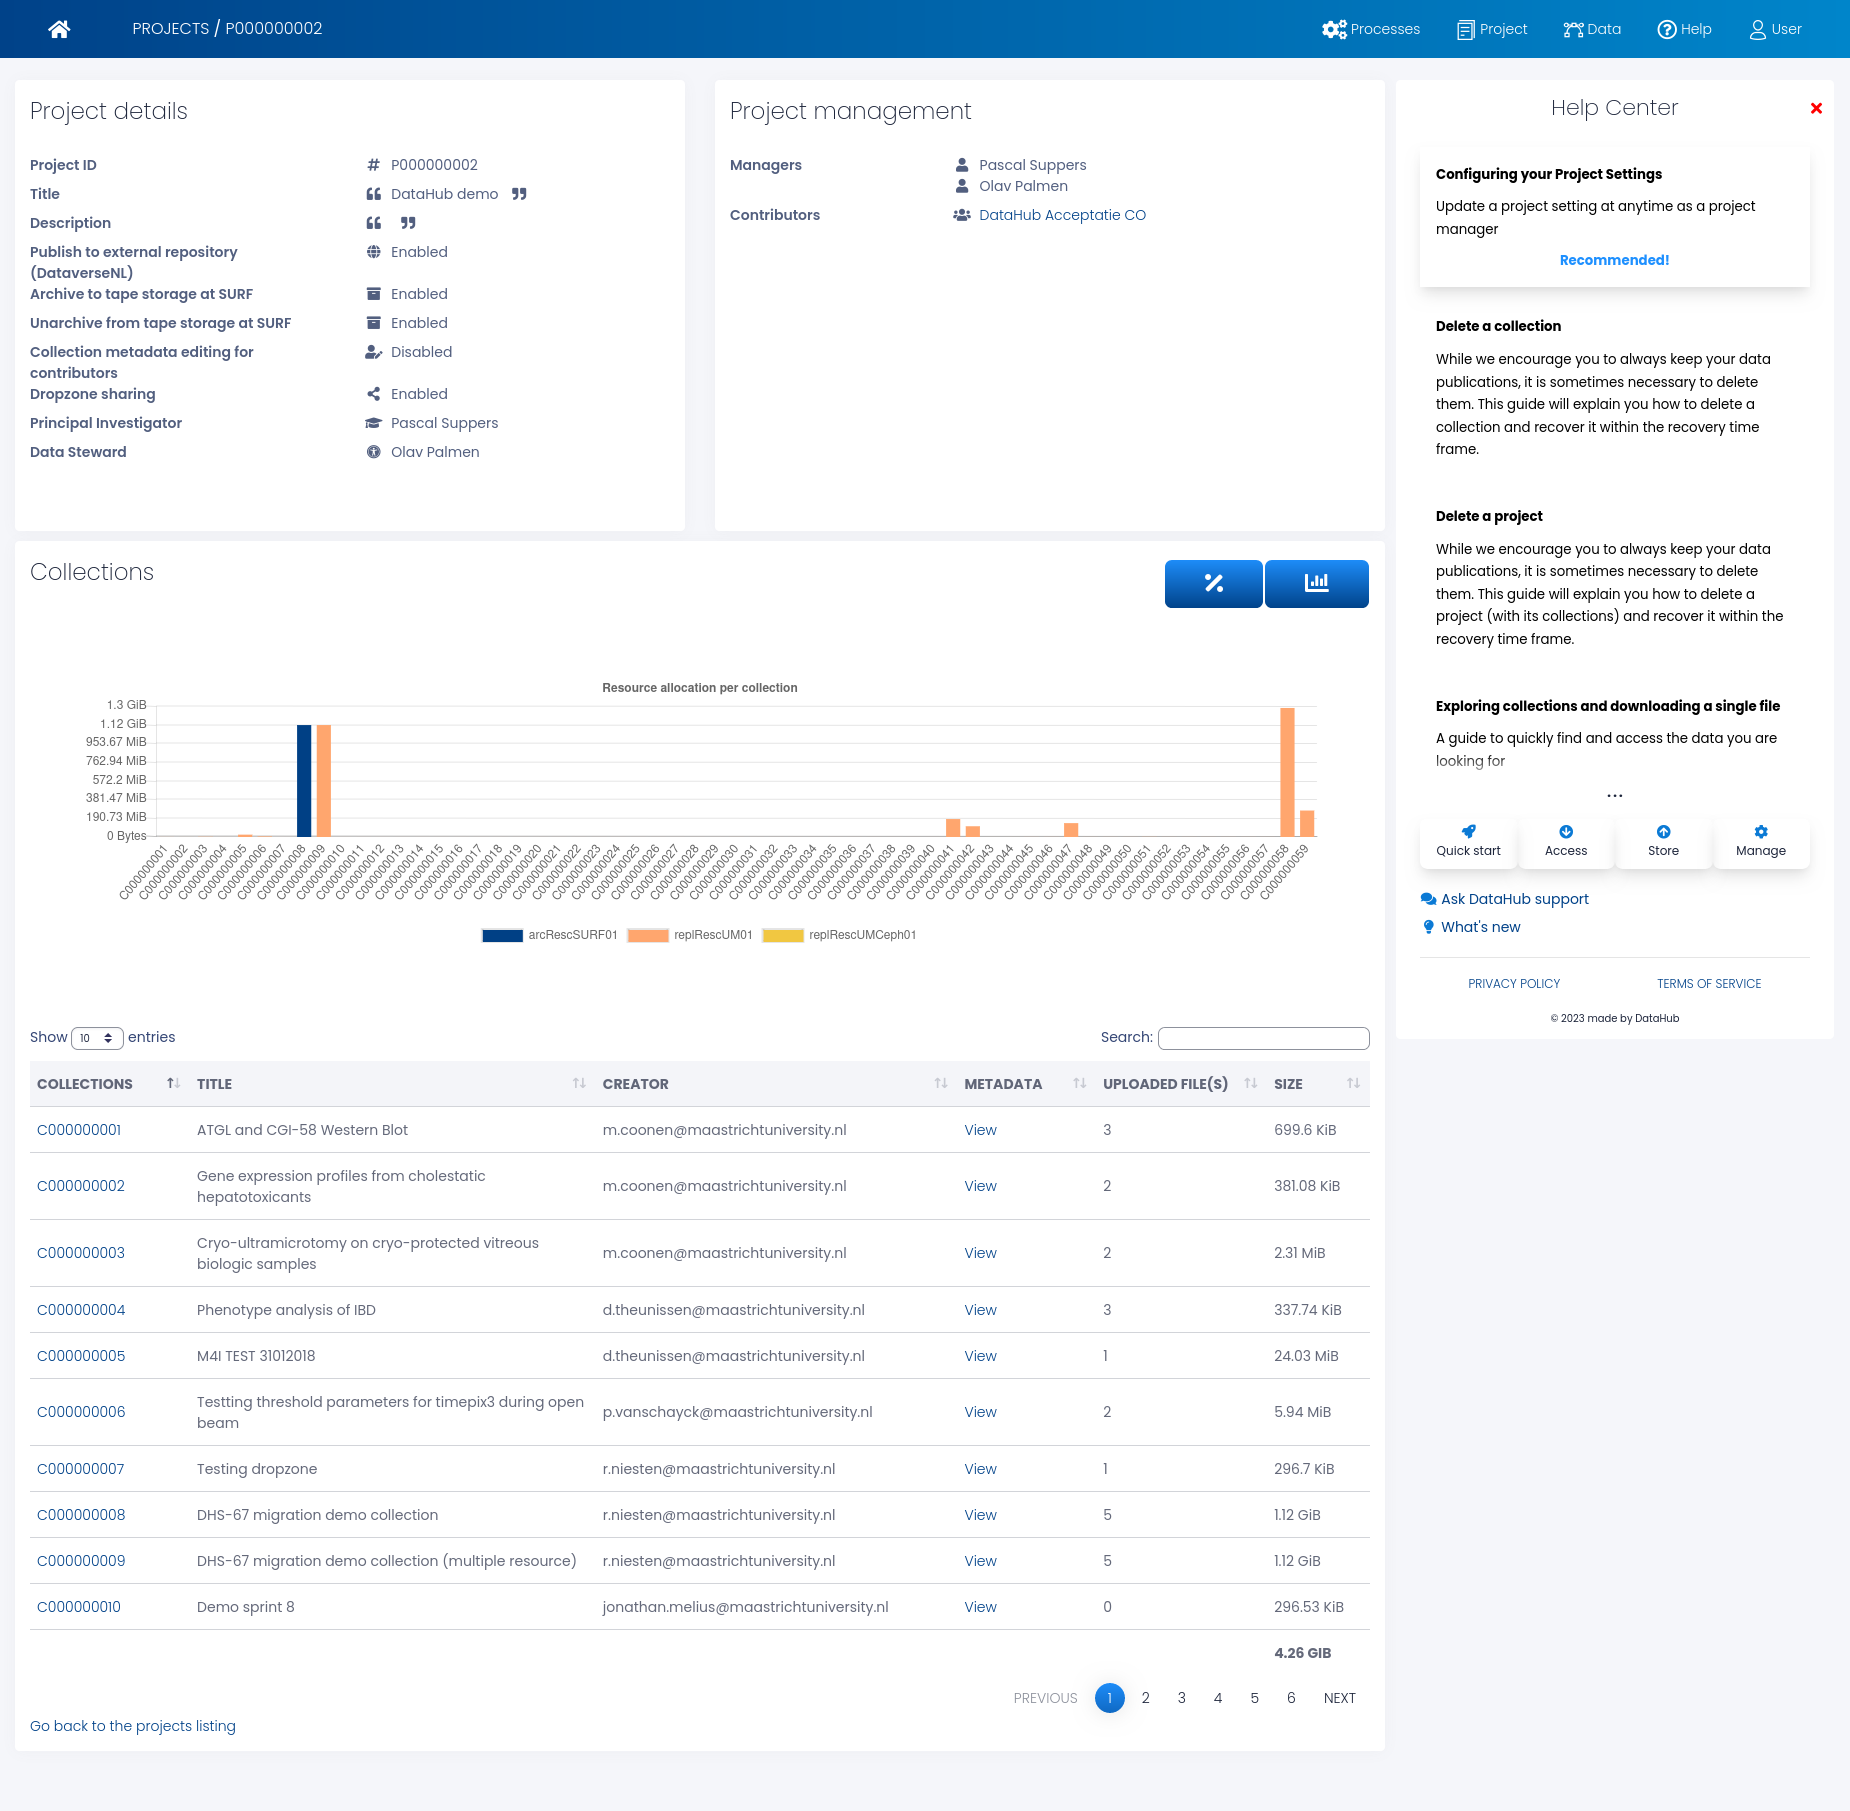 PROJECTS / P000000002
Processes
Project
Data
Help
User
Project details
Project ID
P000000002
Title
DataHub demo
Description
Publish to external repository
(DataverseNL)
Enabled
Archive to tape storage at SURF
Enabled
Unarchive from tape storage at SURF
Enabled
Collection metadata editing for
contributors
Disabled
Dropzone sharing
Enabled
Principal Investigator
Pascal Suppers
Data Steward
Olav Palmen
Project management
Managers
Pascal Suppers
Olav Palmen
Contributors
DataHub Acceptatie CO
Collections
Resource allocation per collection
1.3 GiB
1.12 GiB
953.67 MiB
762.94 MiB
572.2 MiB
381.47 MiB
190.73 MiB
0 Bytes
C000000001
C000000002
C000000003
C000000004
C000000005
C000000006
C000000007
C000000008
C000000009
C000000010
C000000011
C000000012
C000000013
C000000014
C000000015
C000000016
C000000017
C000000018
C000000019
C000000020
C000000021
C000000022
C000000023
C000000024
C000000025
C000000026
C000000027
C000000028
C000000029
C000000030
C000000031
C000000032
C000000033
C000000034
C000000035
C000000036
C000000037
C000000038
C000000039
C000000040
C000000041
C000000042
C000000043
C000000044
C000000045
C000000046
C000000047
C000000048
C000000049
C000000050
C000000051
C000000052
C000000053
C000000054
C000000055
C000000056
C000000057
C000000058
C000000059
arcRescSURF01
replRescUM01
replRescUMCeph01
Show 10 entries
Search:
COLLECTIONS TITLE CREATOR METADATA UPLOADED FILE(S) SIZE
C000000001 ATGL and CGI-58 Western Blot m.coonen@maastrichtuniversity.nl View 3 699.6 KiB
C000000002 Gene expression profiles from cholestatic
hepatotoxicants m.coonen@maastrichtuniversity.nl View 2 381.08 KiB
C000000003 Cryo-ultramicrotomy on cryo-protected vitreous
biologic samples m.coonen@maastrichtuniversity.nl View 2 2.31 MiB
C000000004 Phenotype analysis of IBD d.theunissen@maastrichtuniversity.nl View 3 337.74 KiB
C000000005 M4I TEST 31012018 d.theunissen@maastrichtuniversity.nl View 1 24.03 MiB
C000000006 Testting threshold parameters for timepix3 during open
beam p.vanschayck@maastrichtuniversity.nl View 2 5.94 MiB
C000000007 Testing dropzone r.niesten@maastrichtuniversity.nl View 1 296.7 KiB
C000000008 DHS-67 migration demo collection r.niesten@maastrichtuniversity.nl View 5 1.12 GiB
C000000009 DHS-67 migration demo collection (multiple resource) r.niesten@maastrichtuniversity.nl View 5 1.12 GiB
C000000010 Demo sprint 8 jonathan.melius@maastrichtuniversity.nl View 0 296.53 KiB
4.26 GIB
PREVIOUS 1 2 3 4 5 6 NEXT
Go back to the projects listing
Help Center
Configuring your Project Settings
Update a project setting at anytime as a project
manager
Recommended!
Delete a collection
While we encourage you to always keep your data
publications, it is sometimes necessary to delete
them. This guide will explain you how to delete a
collection and recover it within the recovery time
frame.
Delete a project
While we encourage you to always keep your data
publications, it is sometimes necessary to delete
them. This guide will explain you how to delete a
project (with its collections) and recover it within the
recovery time frame.
Exploring collections and downloading a single file
A guide to quickly find and access the data you are
looking for
...
Quick start
Access
Store
Manage
Ask DataHub support
What's new
PRIVACY POLICY
TERMS OF SERVICE
© 2023 made by DataHub